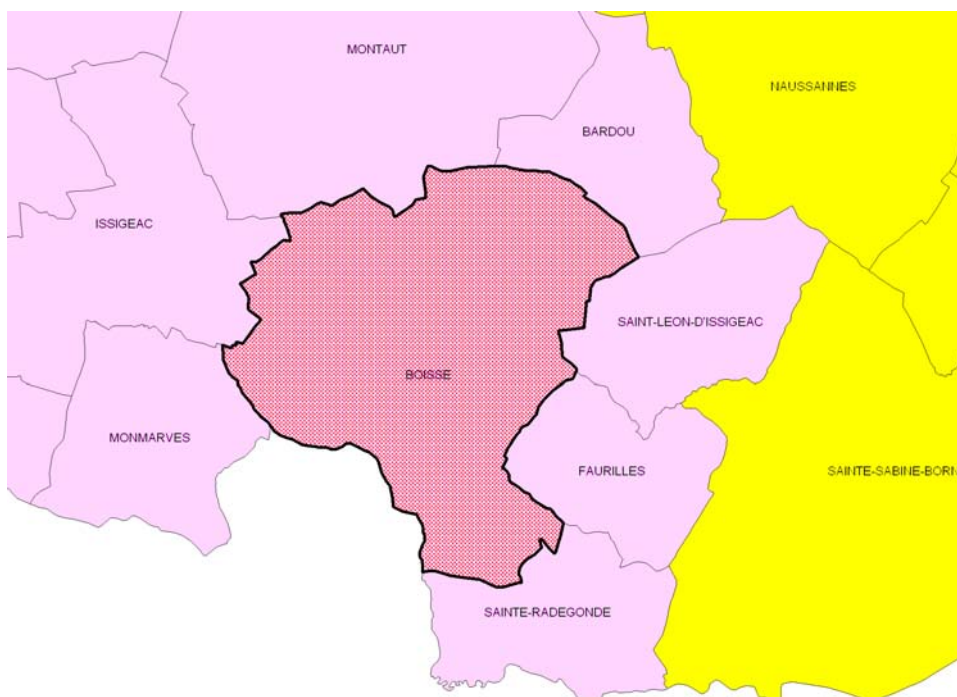 MONTAUT
NAUSSANNES
BARDOU
ISSIGEAC
SAINT-LEON-D'ISSIGEAC
BOISSE
MONMARVES
FAURILLES
SAINTE-SABINE-BORN
SAINTE-RADEGONDE